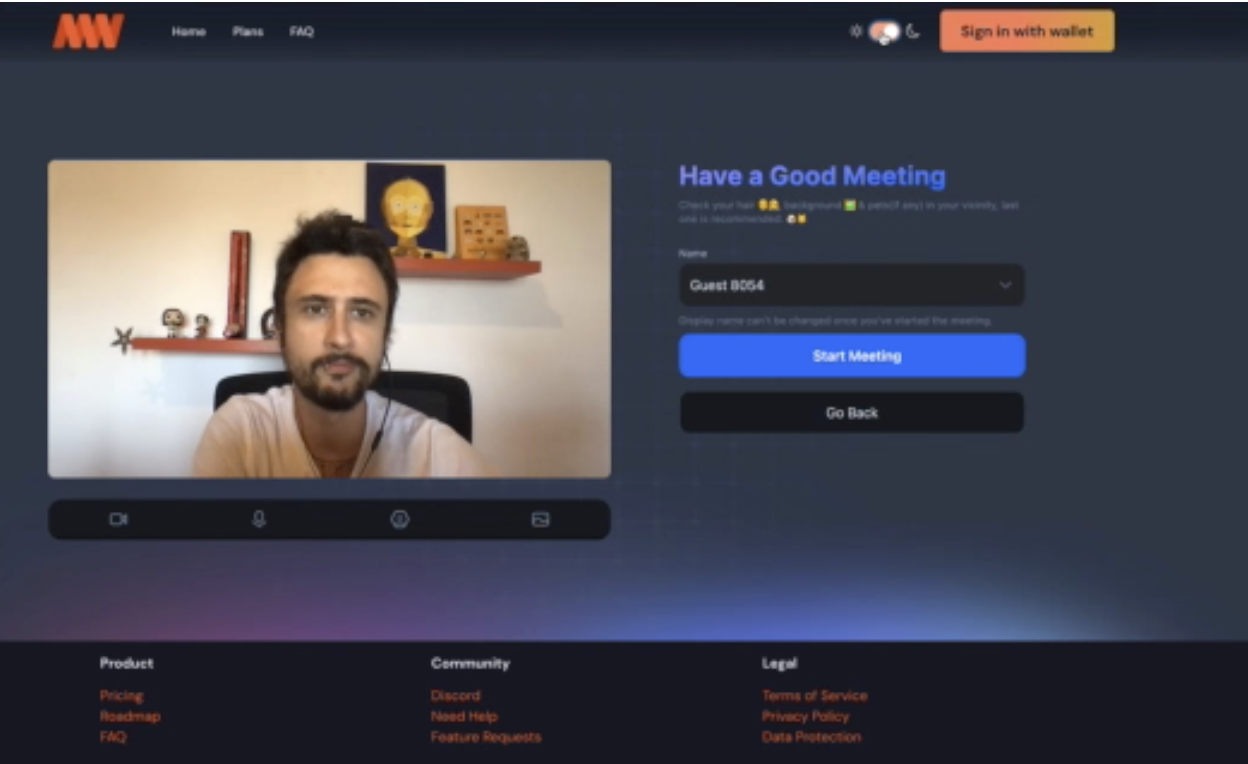 Home Plans FAQ
Sign in with wallet
Have a Good Meeting
Check your hair background & pets(if any) in your vicinity, last
one is recommended.
Name
Guest 8054
Display name can't be changed once you've started the meeting.
Start Meeting
Go Back
Product Community Legal
Pricing Discord Terms of Service
Roadmap Need Help Privacy Policy
FAQ Feature Requests Data Protection